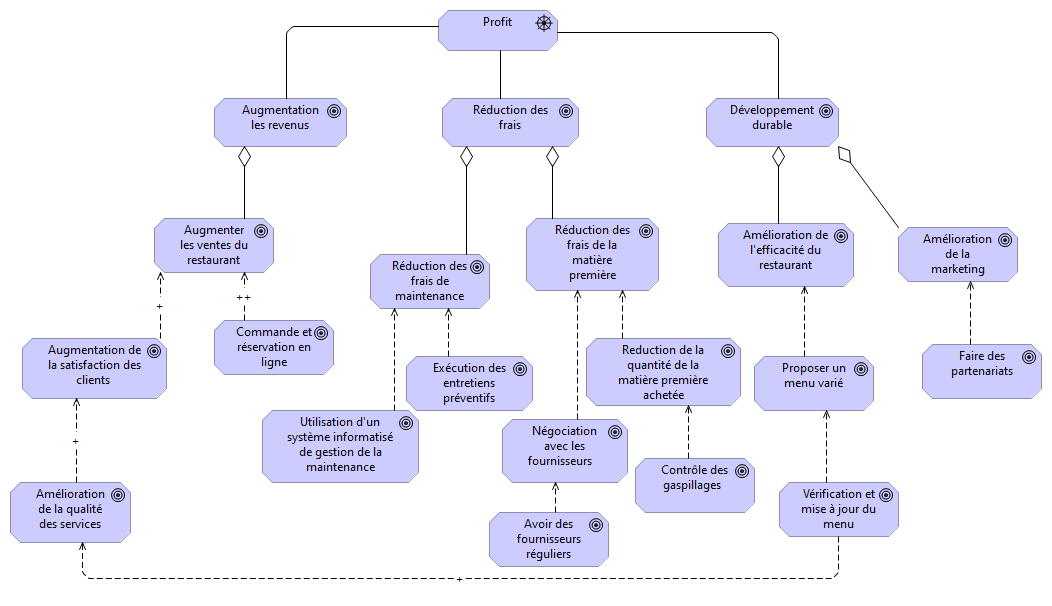 Profit
Augmentation
les revenus
Réduction des
frais
Développement
durable
Augmenter
les ventes du
restaurant
Réduction des
frais de
maintenance
Réduction des
frais de la
matière
première
Amélioration de
l'efficacité du
restaurant
Amélioration
de la
marketing
+
++
Augmentation de
la satisfaction des
clients
Commande et
réservation en
ligne
Exécution des
entretiens
préventifs
Reduction de la
quantité de la
matière première
achetée
Proposer un
menu varié
Faire des
partenariats
Utilisation d'un
système informatisé
de gestion de la
maintenance
Négociation
avec les
fournisseurs
+
Contrôle des
gaspillages
Amélioration
de la qualité
des services
Avoir des
fournisseurs
réguliers
Vérification et
mise à jour du
menu
+